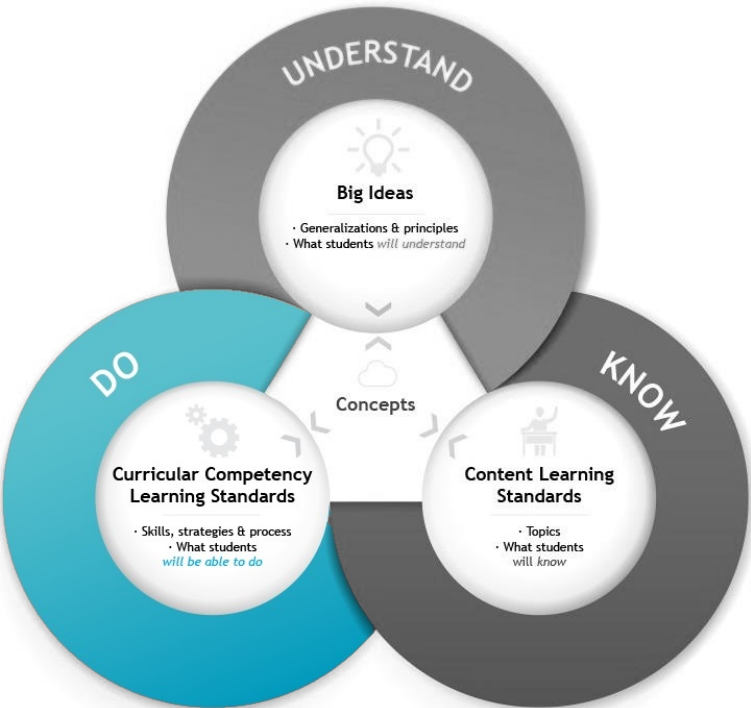 UNDERSTAND
Big Ideas
· Generalizations & principles
· What students will understand
DO
KNOW
Concepts
Curricular Competency
Learning Standards
· Skills, strategies & process
· What students
will be able to do
Content Learning
Standards
· Topics
· What students
will know